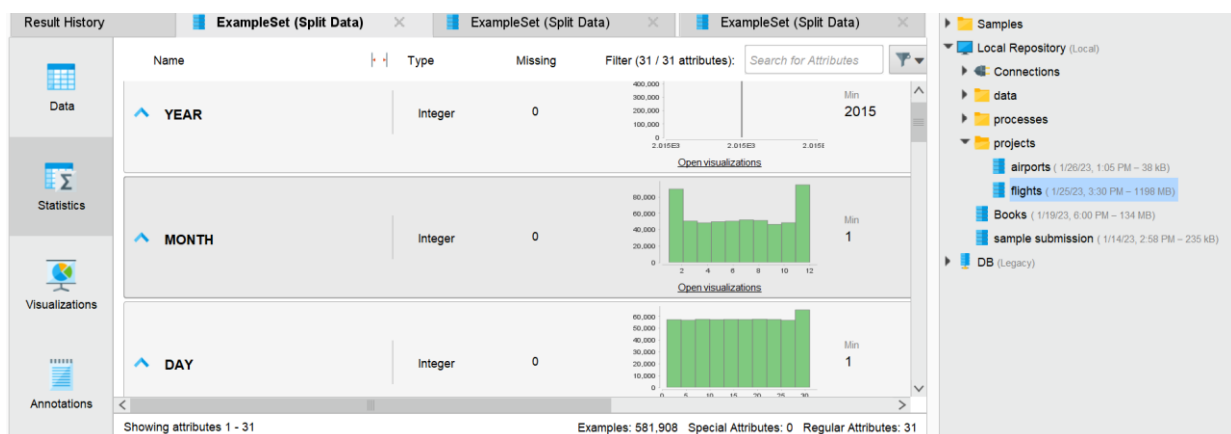 Result History
ExampleSet (Split Data)
ExampleSet (Split Data)
ExampleSet (Split Data)
Data
Statistics
Visualizations
Annotations
Name
Type
Missing
Filter (31 / 31 attributes):
Search for Attributes
YEAR
Integer
0
400,000
300,000
200,000
100,000
0
2.015E3
2.015E3
Open visualizations
Min
2015
MONTH
Integer
0
80,000
60,000
40,000
20,000
0
2 4 6 8 10 12
Open visualizations
Min
1
DAY
Integer
0
60,000
50,000
40,000
30,000
20,000
10,000
0
0 5 10 15 20 25 30
Min
1
Showing attributes 1 - 31
Examples: 581,908 Special Attributes: 0 Regular Attributes: 31
Samples
Local Repository (Local)
Connections
data
processes
projects
airports ( 1/26/23, 1:05 PM – 38 kB)
flights ( 1/25/23, 3:30 PM – 1198 MB)
Books ( 1/19/23, 6:00 PM – 134 MB)
sample submission ( 1/14/23, 2:58 PM – 235 kB)
DB (Legacy)